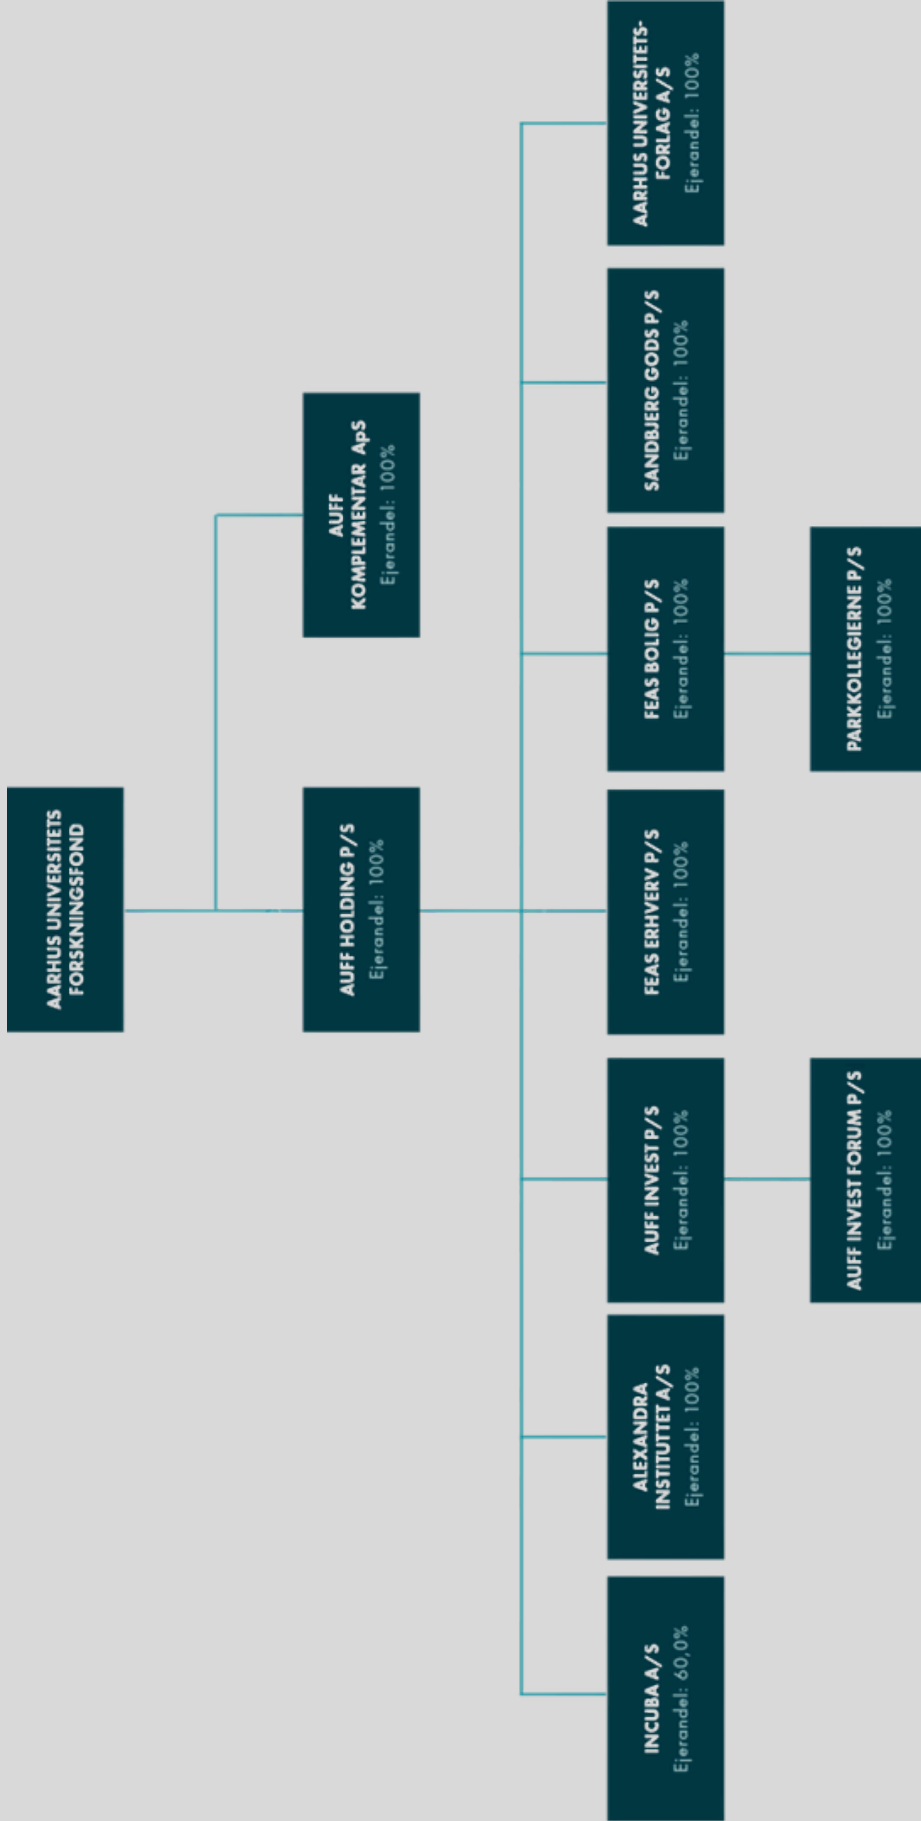 AARHUS UNIVERSITETS
FORSKNINGSFOND
AUFF HOLDING P/S
Ejerandel: 100%
AUFF
KOMPLEMENTAR ApS
Ejerandel: 100%
INCUBA A/S
Ejerandel: 60,0%
ALEXANDRA
INSTITUTTET A/S
Ejerandel: 100%
AUFF INVEST P/S
Ejerandel: 100%
FEAS ERHVERV P/S
Ejerandel: 100%
FEAS BOLIG P/S
Ejerandel: 100%
SANDBJERG GODS P/S
Ejerandel: 100%
AARHUS UNIVERSITETS-
FORLAG A/S
Ejerandel: 100%
AUFF INVEST FORUM P/S
Ejerandel: 100%
PARKKOLLEGIERNE P/S
Ejerandel: 100%